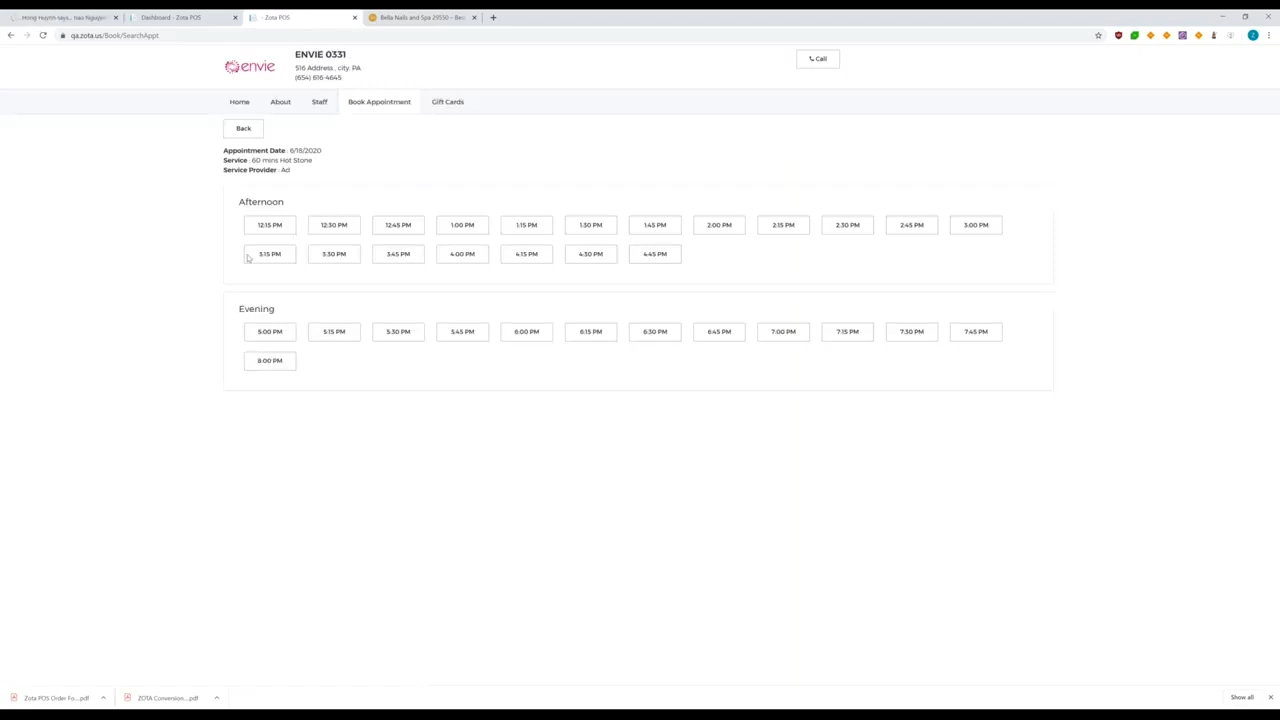 Hong Huynh says... hao Nguyen
Dashboard - Zota POS
- Zota POS
Bella Nails and Spa 29550 – Bes
qa.zota.us/Book/SearchAppt
envie
ENVIE 0331
516 Address , city, PA
(654) 616-4645
Call
Home About Staff Book Appointment Gift Cards
Back
Appointment Date : 6/18/2020
Service : 60 mins Hot Stone
Service Provider : Ad
Afternoon
12:15 PM 12:30 PM 12:45 PM 1:00 PM 1:15 PM 1:30 PM 1:45 PM 2:00 PM 2:15 PM 2:30 PM 2:45 PM 3:00 PM
3:15 PM 3:30 PM 3:45 PM 4:00 PM 4:15 PM 4:30 PM 4:45 PM
Evening
5:00 PM 5:15 PM 5:30 PM 5:45 PM 6:00 PM 6:15 PM 6:30 PM 6:45 PM 7:00 PM 7:15 PM 7:30 PM 7:45 PM
8:00 PM
Zota POS Order Fo....pdf
ZOTA Conversion....pdf
Show all